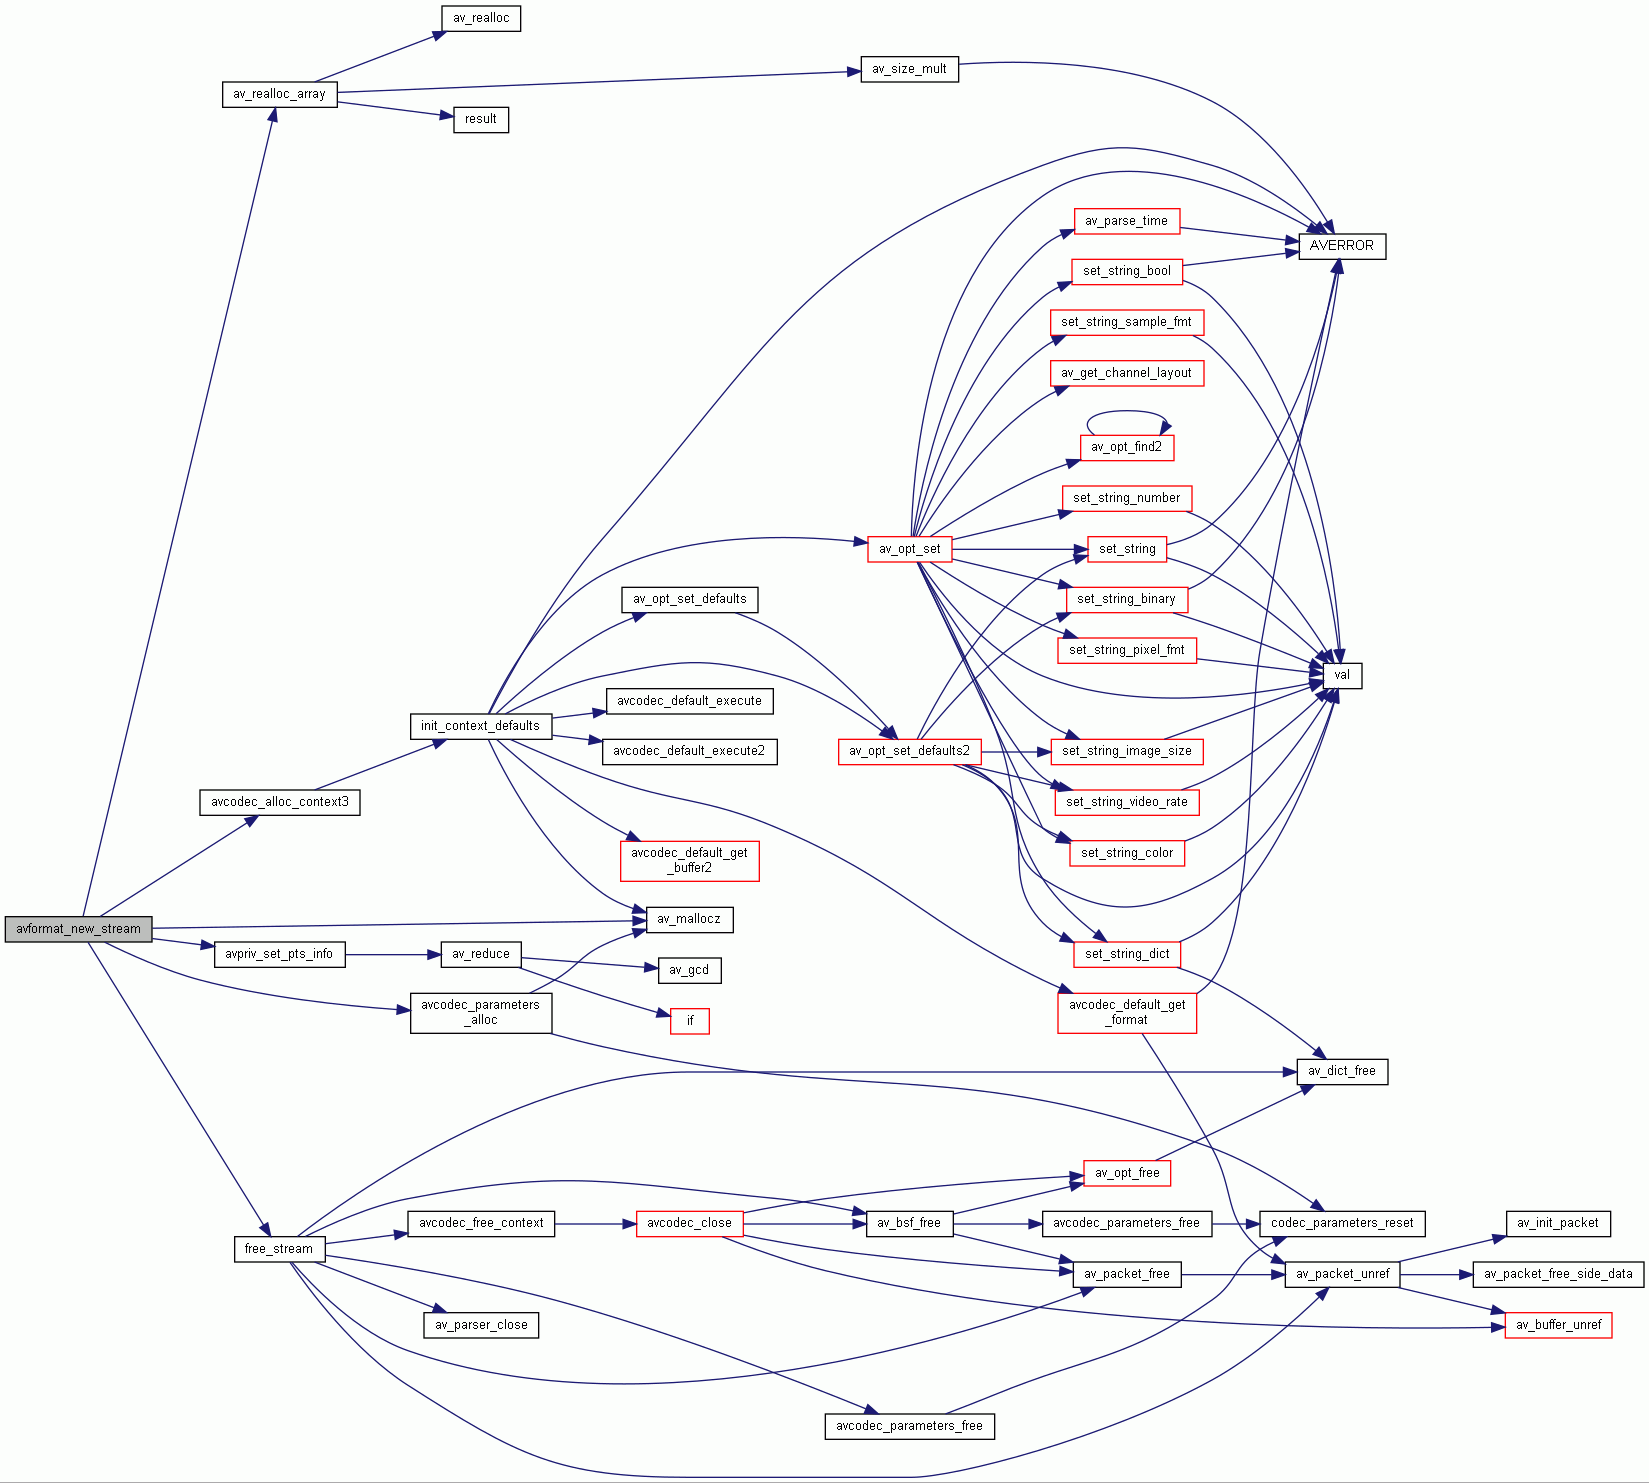 av_realloc
av_size_mult
av_realloc_array
result
av_parse_time
AVERROR
set_string_bool
set_string_sample_fmt
av_get_channel_layout
av_opt_find2
set_string_number
av_opt_set
set_string
av_opt_set_defaults
set_string_binary
set_string_pixel_fmt
val
avcodec_default_execute
init_context_defaults
avcodec_default_execute2
av_opt_set_defaults2
set_string_image_size
avcodec_alloc_context3
set_string_video_rate
avcodec_default_get
_buffer2
set_string_color
av_mallocz
avformat_new_stream
avpriv_set_pts_info
av_reduce
set_string_dict
av_gcd
avcodec_parameters
_alloc
if
avcodec_default_get
_format
av_dict_free
av_opt_free
avcodec_free_context
avcodec_close
av_bsf_free
avcodec_parameters_free
codec_parameters_reset
av_init_packet
free_stream
av_packet_free
av_packet_unref
av_packet_free_side_data
av_parser_close
av_buffer_unref
avcodec_parameters_free